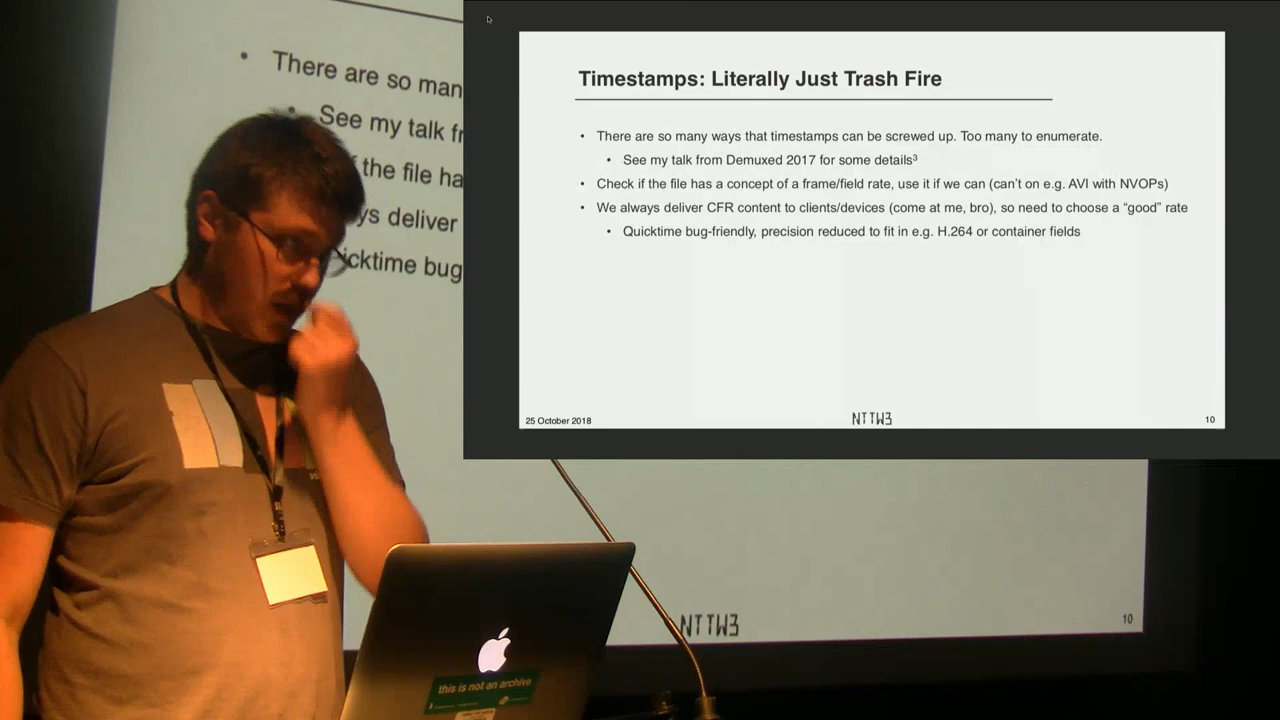 There are so man
See my talk fr
the file ha
ys deliver
icktime bug
NTTW3
10
this is not an archive
Timestamps: Literally Just Trash Fire
• There are so many ways that timestamps can be screwed up. Too many to enumerate.
• See my talk from Demuxed 2017 for some details³
• Check if the file has a concept of a frame/field rate, use it if we can (can’t on e.g. AVI with NVOPs)
• We always deliver CFR content to clients/devices (come at me, bro), so need to choose a “good” rate
• Quicktime bug-friendly, precision reduced to fit in e.g. H.264 or container fields
25 October 2018
NTTW3
10